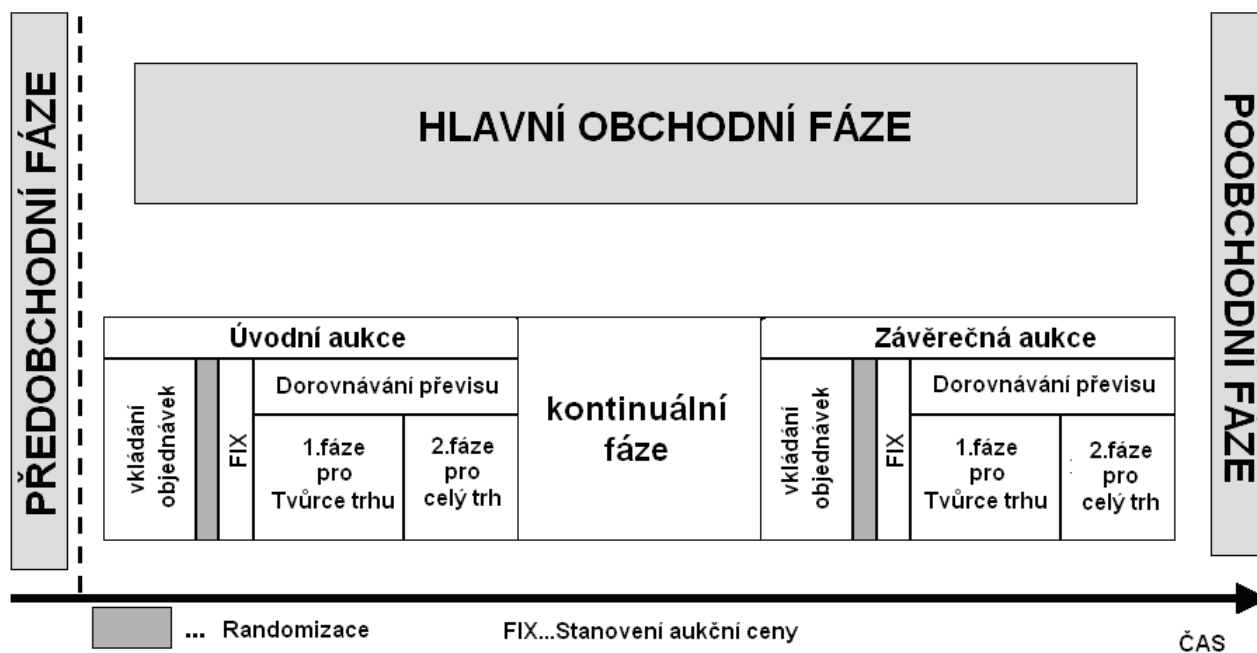 PŘEDOBCHODNÍ FÁZE
HLAVNÍ OBCHODNÍ FÁZE
POOBCHODNI FAZE
Úvodní aukce
vkládání
objednávek
FIX
Dorovnávání převisu
1.fáze
pro
Tvůrce trhu
2.fáze
pro
celý trh
kontinuální
fáze
Závěrečná aukce
vkládání
objednávek
FIX
Dorovnávání převisu
1.fáze
pro
Tvůrce trhu
2.fáze
pro
celý trh
... Randomizace
FIX...Stanovení aukční ceny
ČAS